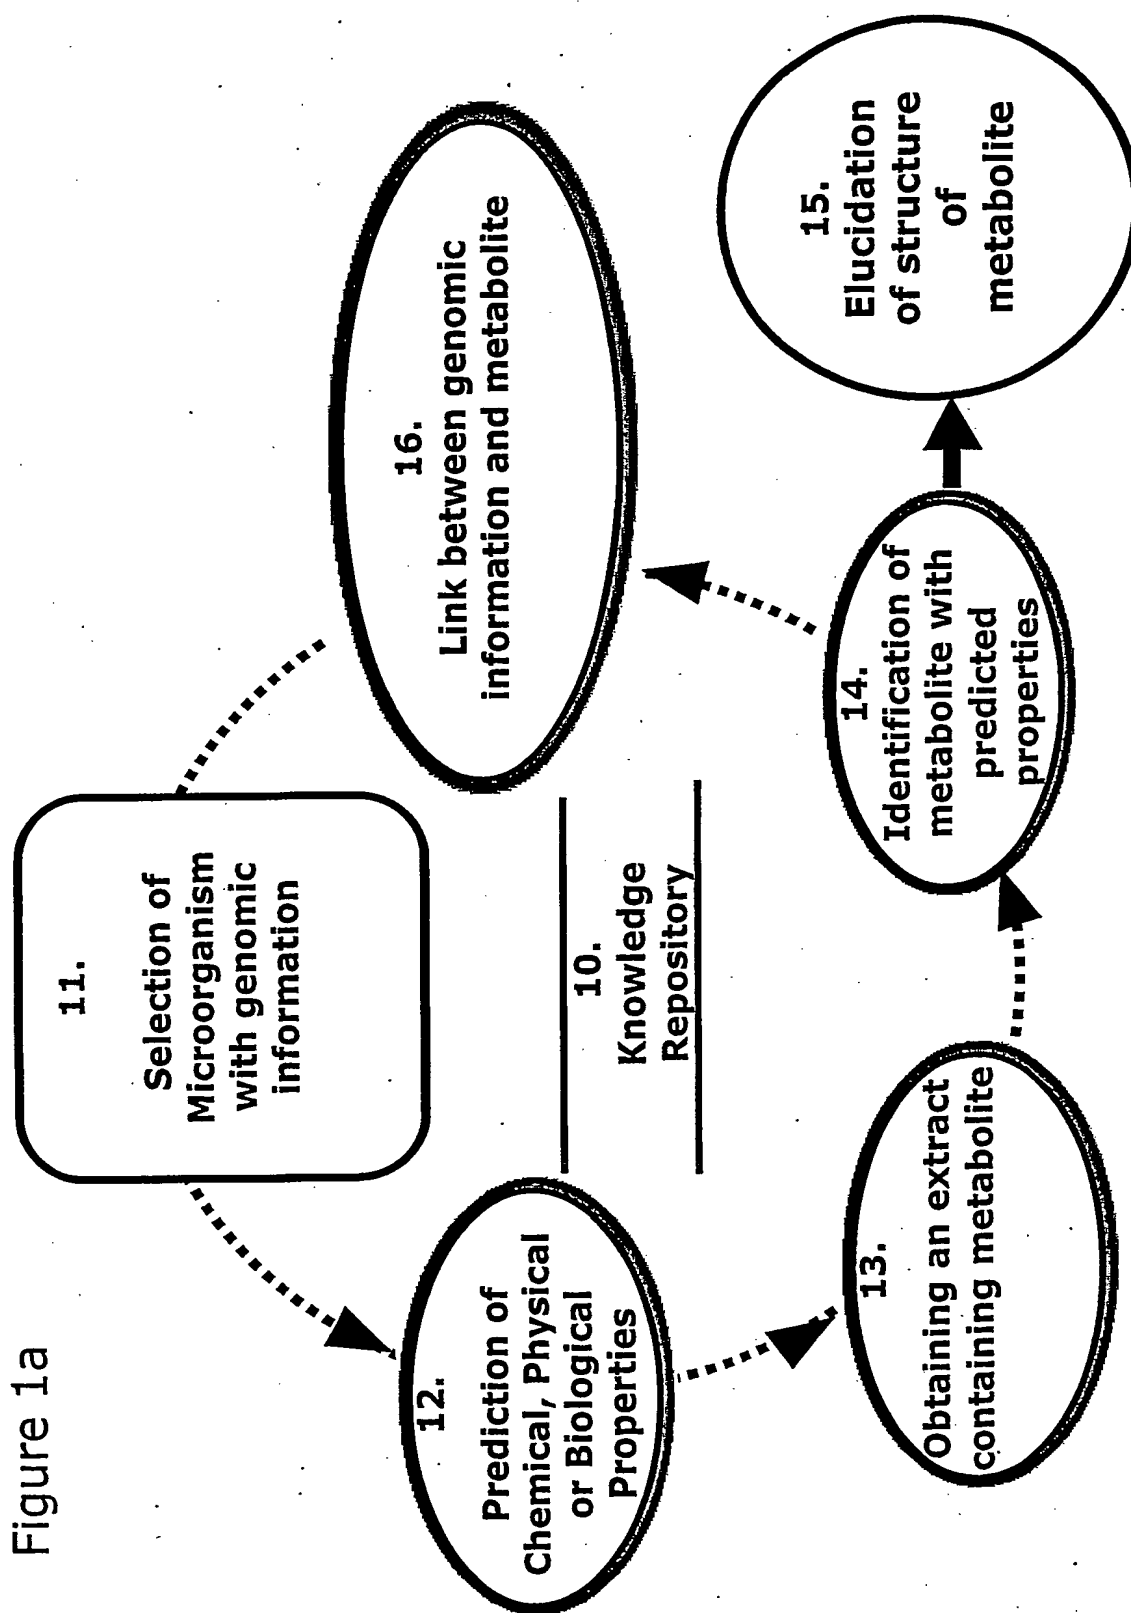 Figure 1a
11.
Selection of
Microorganism
with genomic
information
12.
Prediction of
Chemical, Physical
or Biological
Properties
10.
Knowledge
Repository
16.
Link between genomic
information and metabolite
13.
Obtaining an extract
containing metabolite
14.
Identification of
metabolite with
predicted
properties
15.
Elucidation
of structure
of
metabolite